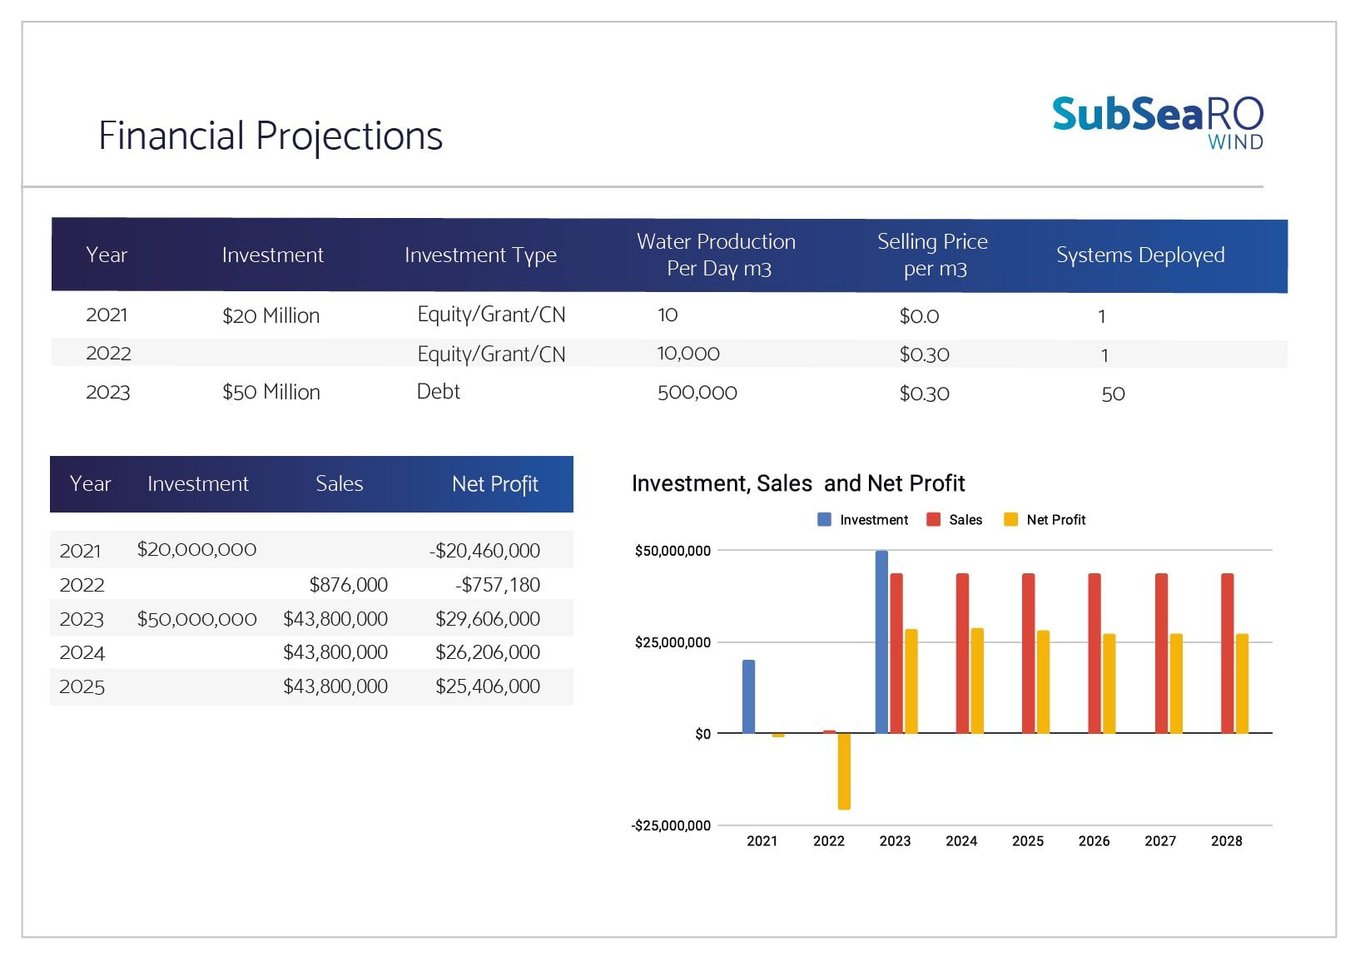 Financial Projections
SubSeaRO
WIND
Year Investment Investment Type Water Production Per Day m3 Selling Price per m3 Systems Deployed
2021 $20 Million Equity/Grant/CN 10 $0.0 1
2022 Equity/Grant/CN 10,000 $0.30 1
2023 $50 Million Debt 500,000 $0.30 50
Year Investment Sales Net Profit
2021 $20,000,000 -$20,460,000
2022 $876,000 -$757,180
2023 $50,000,000 $43,800,000 $29,606,000
2024 $43,800,000 $26,206,000
2025 $43,800,000 $25,406,000
Investment, Sales and Net Profit
Investment Sales Net Profit
$50,000,000
$25,000,000
$0
-$25,000,000
2021 2022 2023 2024 2025 2026 2027 2028